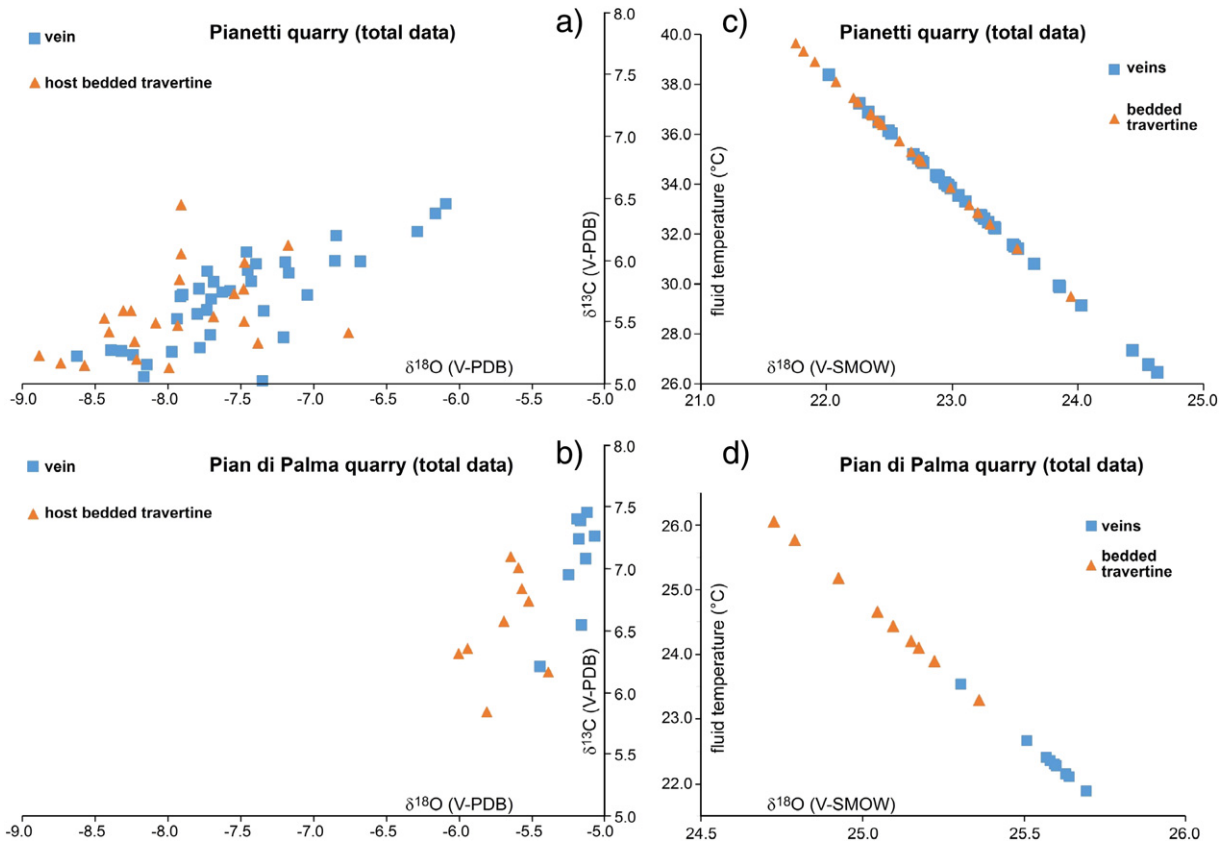 Pianetti quarry (total data)
a)
vein
host bedded travertine
8.0
7.5
7.0
6.5
6.0
5.5
5.0
δ¹³C (V-PDB)
δ¹⁸O (V-PDB)
-9.0 -8.5 -8.0 -7.5 -7.0 -6.5 -6.0 -5.5 -5.0
c)
Pianetti quarry (total data)
veins
bedded
travertine
40.0
38.0
36.0
34.0
32.0
30.0
28.0
26.0
fluid temperature (°C)
δ¹⁸O (V-SMOW)
21.0 22.0 23.0 24.0 25.0
Pian di Palma quarry (total data)
b)
vein
host bedded travertine
8.0
7.5
7.0
6.5
6.0
5.5
5.0
δ¹³C (V-PDB)
δ¹⁸O (V-PDB)
-9.0 -8.5 -8.0 -7.5 -7.0 -6.5 -6.0 -5.5 -5.0
d)
Pian di Palma quarry (total data)
veins
bedded
travertine
26.0
25.0
24.0
23.0
22.0
fluid temperature (°C)
δ¹⁸O (V-SMOW)
24.5 25.0 25.5 26.0